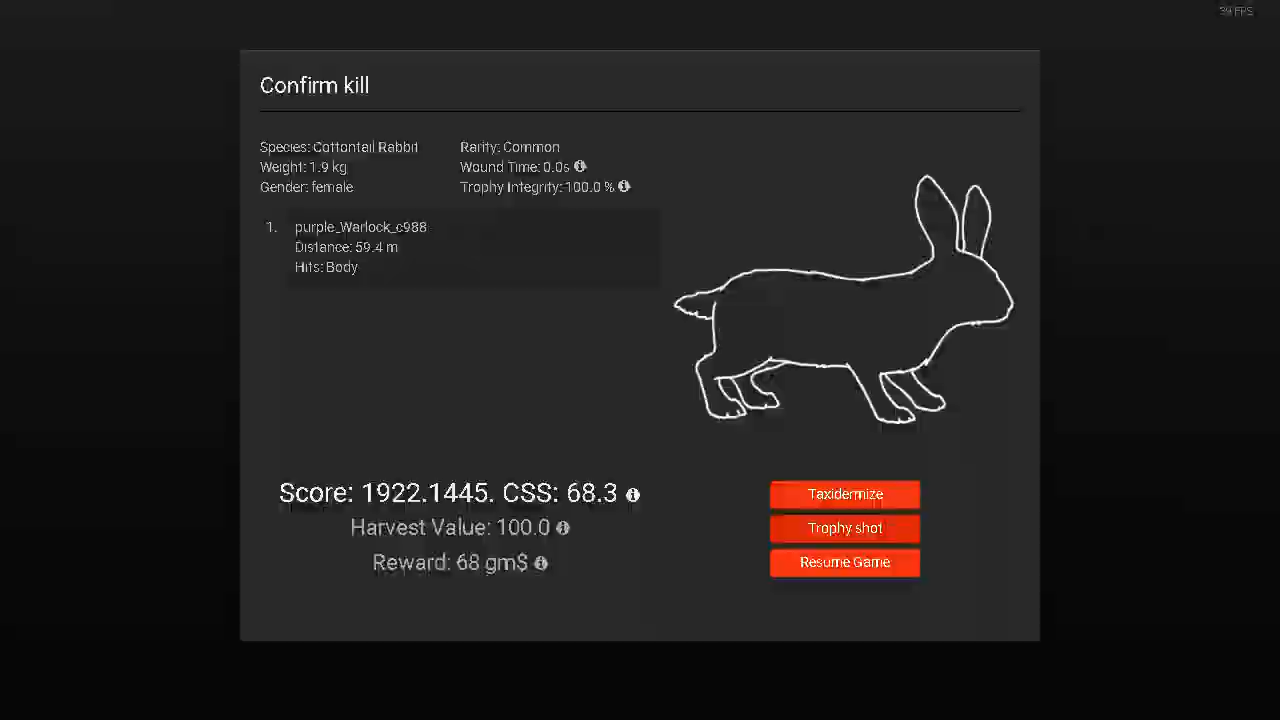 39 FPS
Confirm kill
Species: Cottontail Rabbit
Rarity: Common
Weight: 1.9 kg
Wound Time: 0.0s
Gender: female
Trophy Integrity: 100.0 %
1. purple_Warlock_c988
Distance: 59.4 m
Hits: Body
Score: 1922.1445. CSS: 68.3
Harvest Value: 100.0
Reward: 68 gm$
Taxidermize
Trophy shot
Resume Game